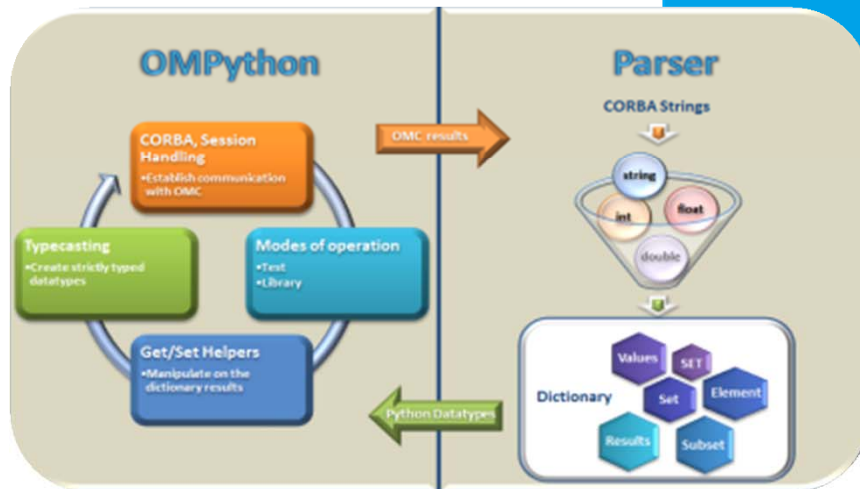 OMPython
CORBA, Session
Handling
•Establish communication
with OMC
Typecasting
•Create strictly typed
datatypes
Modes of operation
•Test
•Library
Get/Set Helpers
•Manipulate on the
dictionary results
OMC results
Python Datatypes
Parser
CORBA Strings
string
int
float
double
Dictionary
Values
SET
Set
Element
Results
Subset